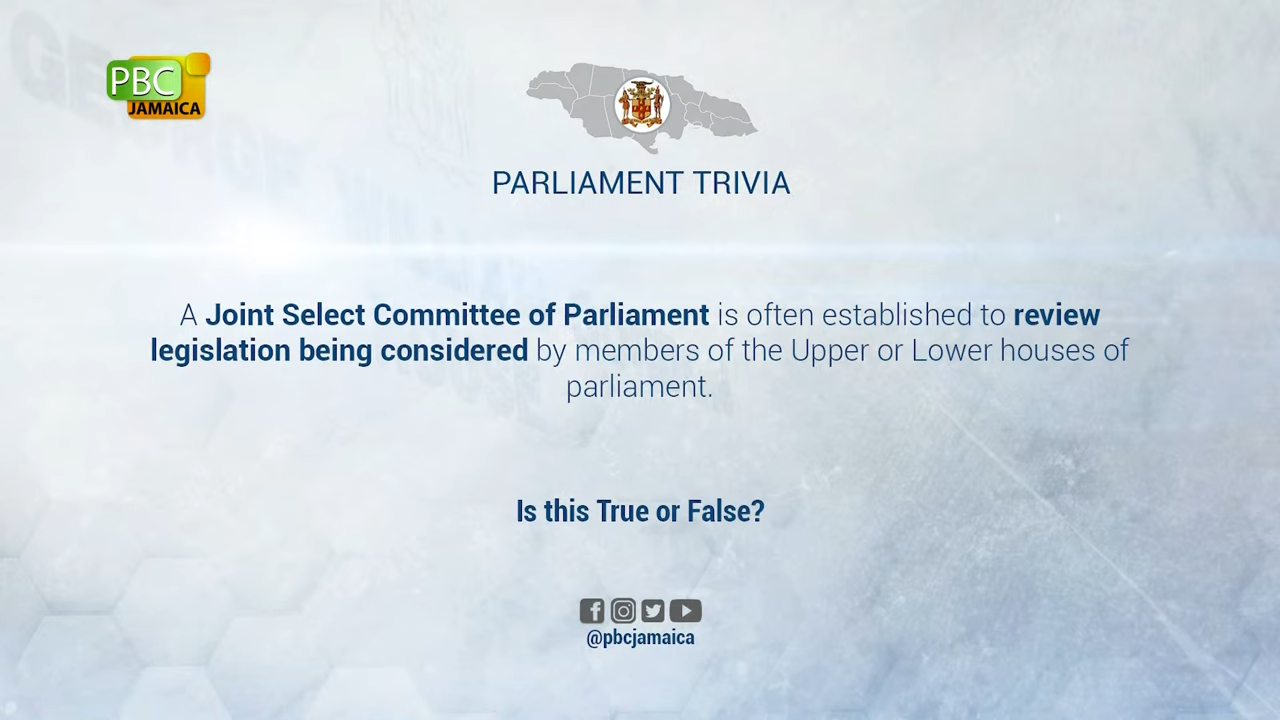 PBC
JAMAICA
PARLIAMENT TRIVIA
A Joint Select Committee of Parliament is often established to review
legislation being considered by members of the Upper or Lower houses of
parliament.
Is this True or False?
@pbcjamaica